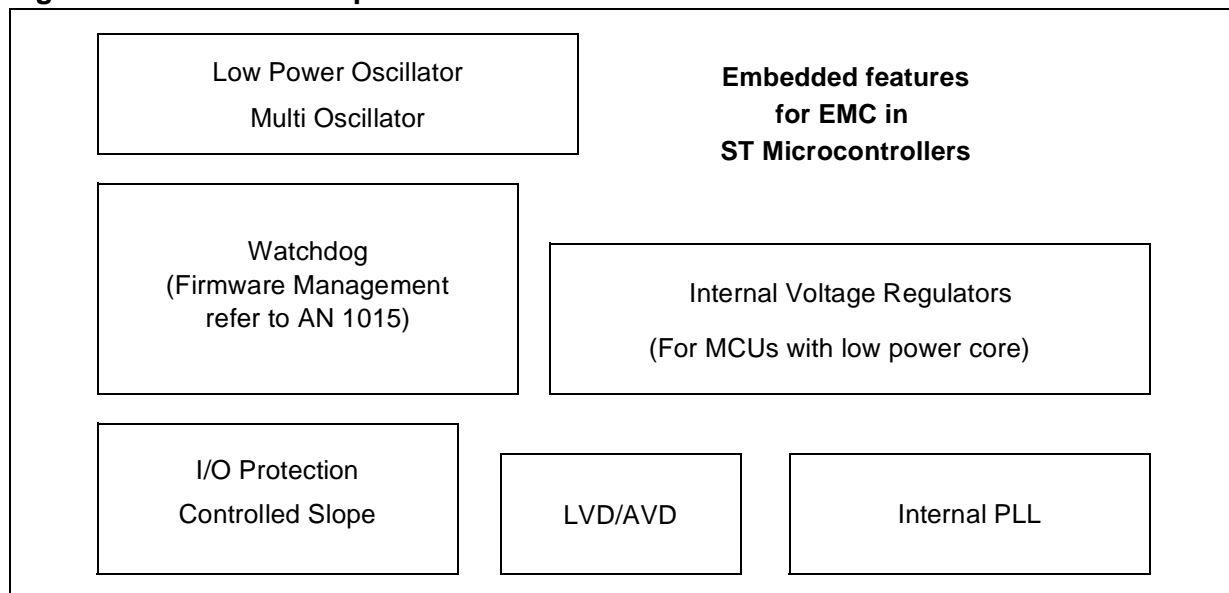 Low Power Oscillator
Multi Oscillator
Embedded features
for EMC in
ST Microcontrollers
Watchdog
(Firmware Management
refer to AN 1015)
Internal Voltage Regulators
(For MCUs with low power core)
I/O Protection
Controlled Slope
LVD/AVD
Internal PLL